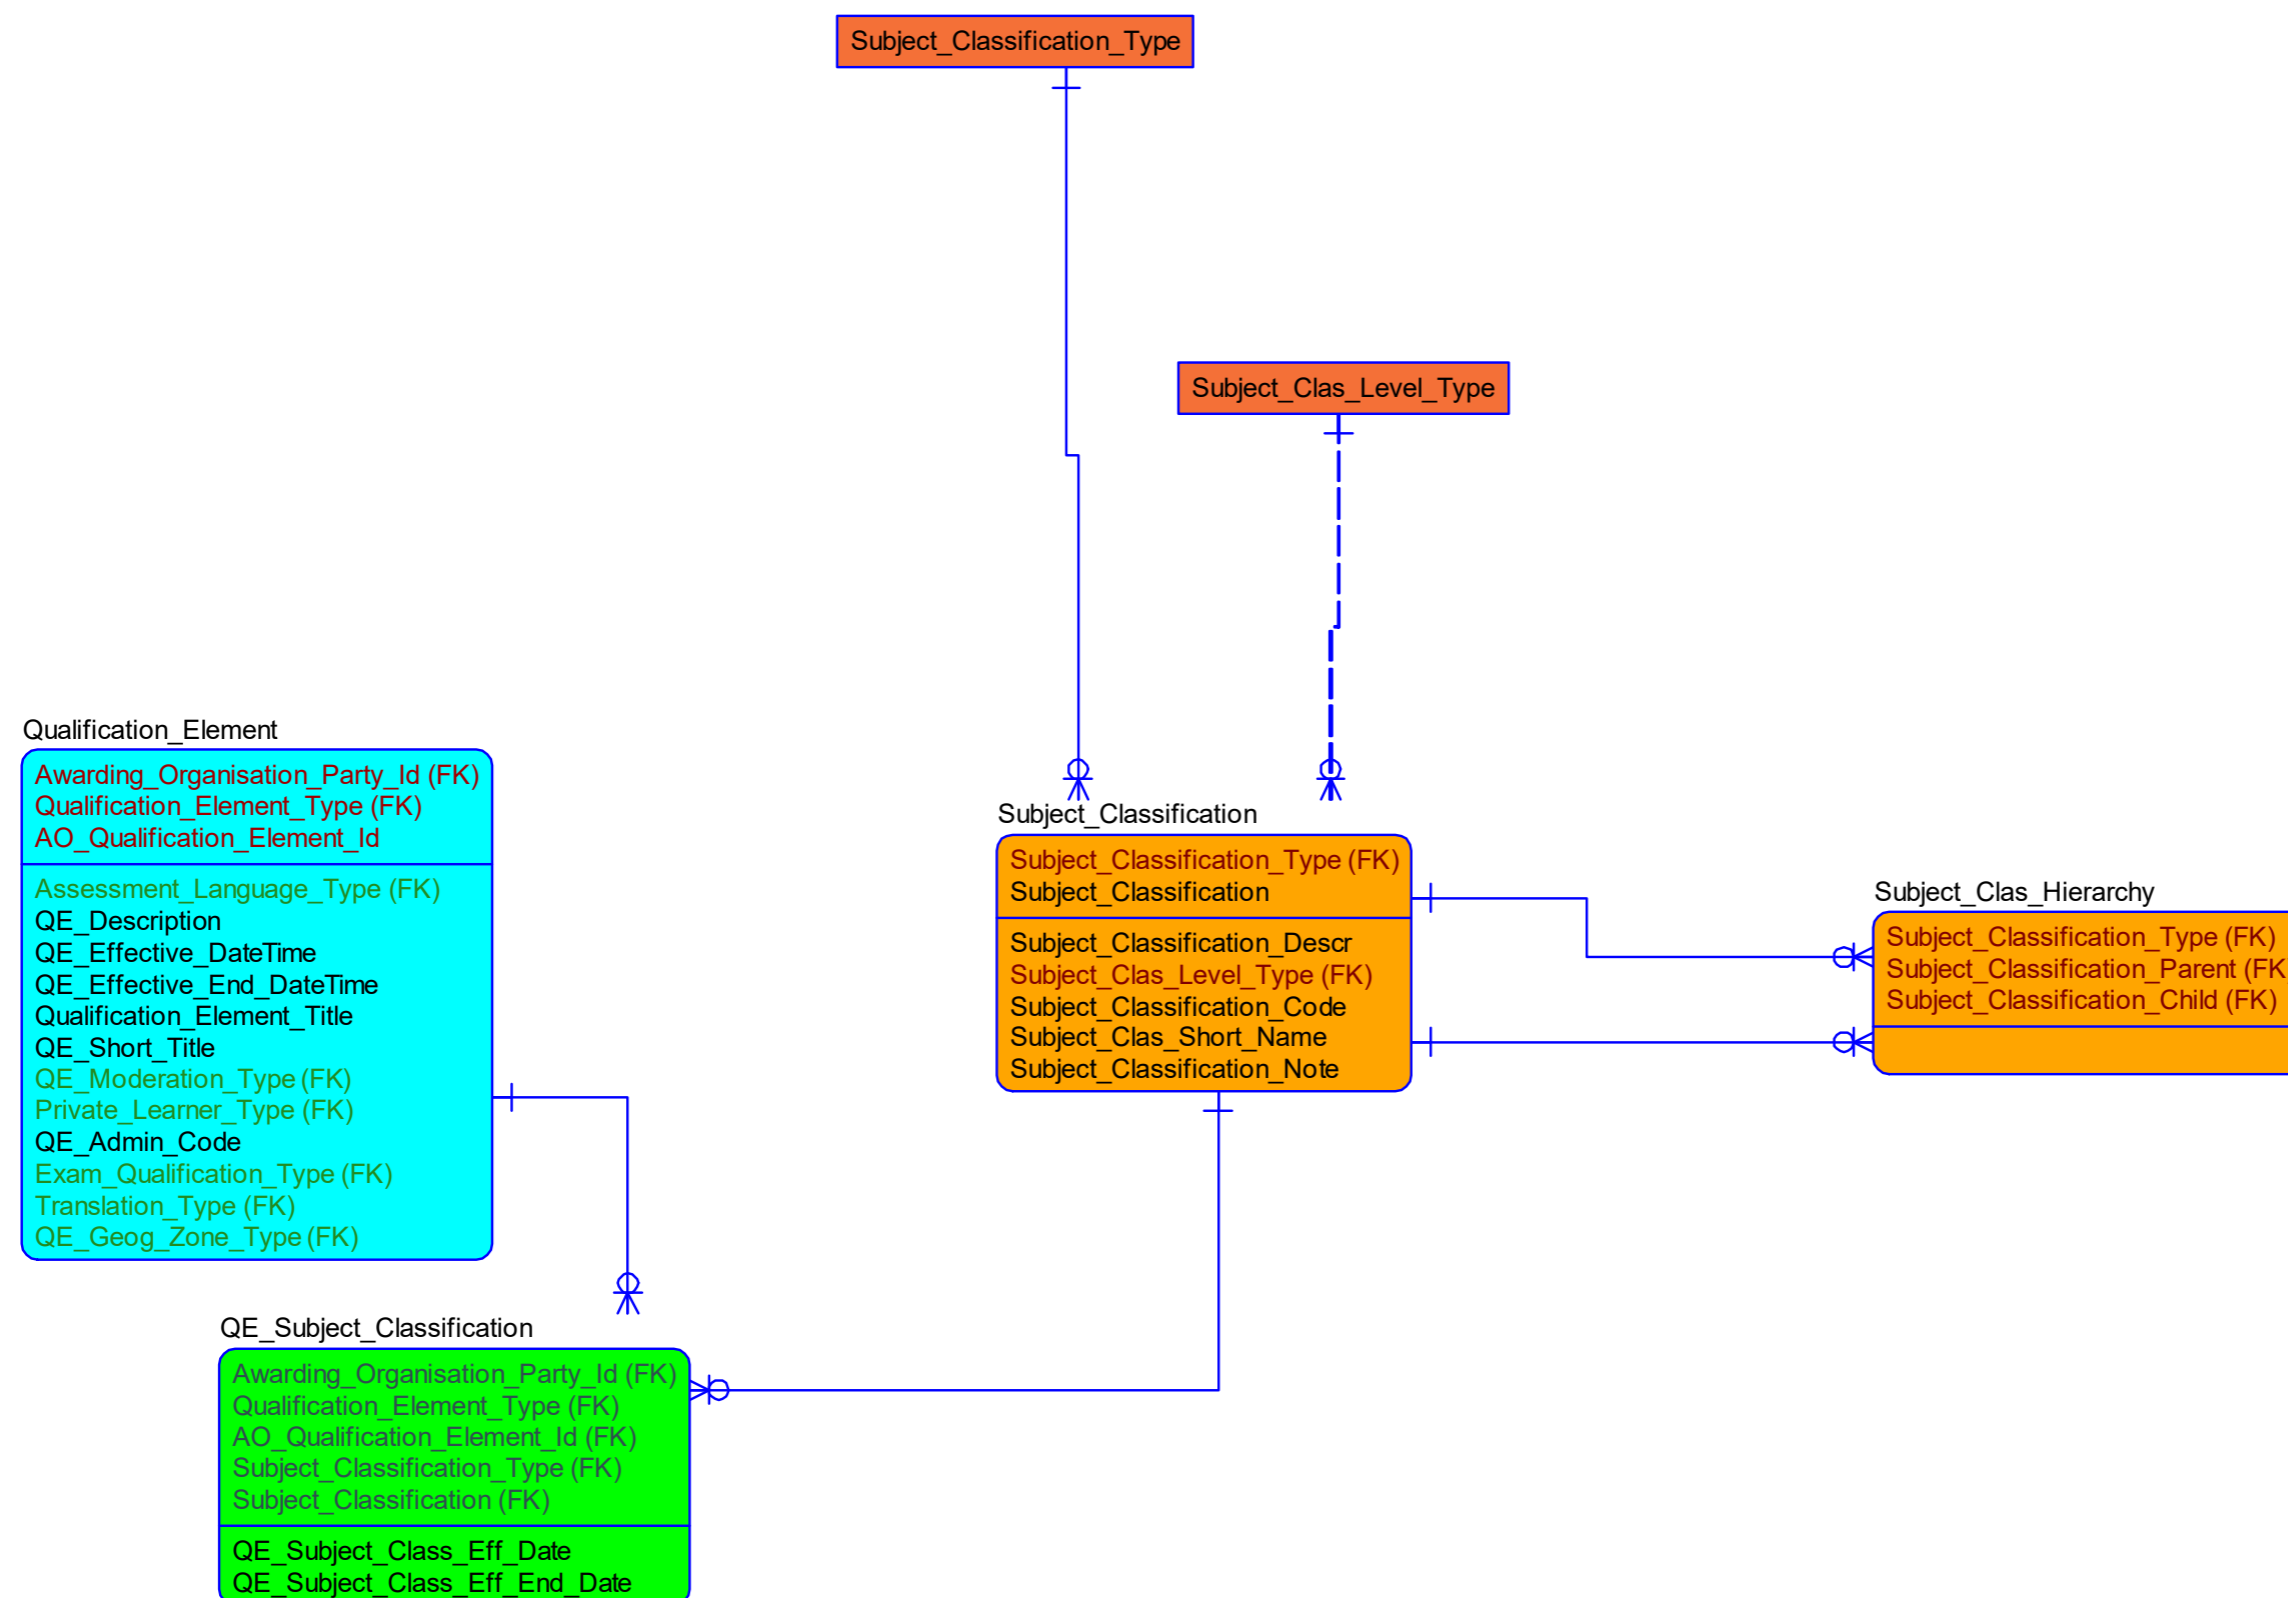 Subject_Classification_Type
Subject_Clas_Level_Type
Qualification_Element
Awarding_Organisation_Party_Id (FK)
Qualification_Element_Type (FK)
AO_Qualification_Element_Id
Assessment_Language_Type (FK)
QE_Description
QE_Effective_DateTime
QE_Effective_End_DateTime
Qualification_Element_Title
QE_Short_Title
QE_Moderation_Type (FK)
Private_Learner_Type (FK)
QE_Admin_Code
Exam_Qualification_Type (FK)
Translation_Type (FK)
QE_Geog_Zone_Type (FK)
Subject_Classification
Subject_Classification_Type (FK)
Subject_Classification
Subject_Classification_Descr
Subject_Clas_Level_Type (FK)
Subject_Classification_Code
Subject_Clas_Short_Name
Subject_Classification_Note
Subject_Clas_Hierarchy
Subject_Classification_Type (FK)
Subject_Classification_Parent (FK
Subject_Classification_Child (FK)
QE_Subject_Classification
Awarding_Organisation_Party_Id (FK)
Qualification_Element_Type (FK)
AO_Qualification_Element_Id (FK)
Subject_Classification_Type (FK)
Subject_Classification (FK)
QE_Subject_Class_Eff_Date
QE_Subject_Class_Eff_End_Date